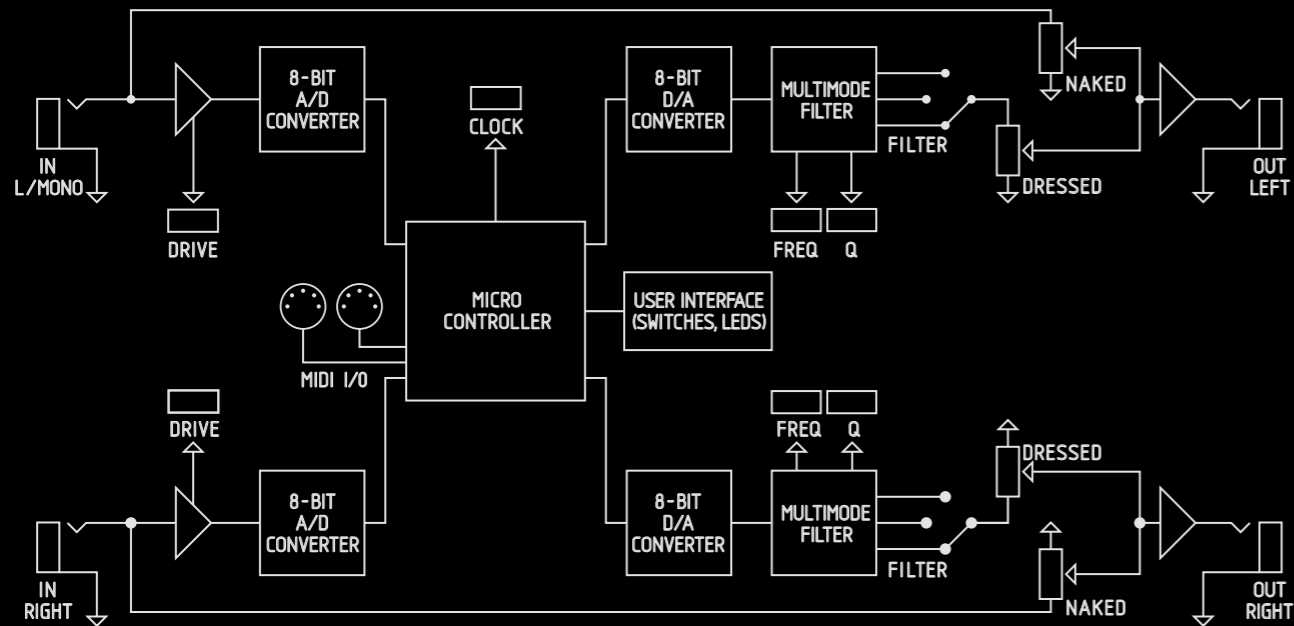 8-BIT
A/D
CONVERTER
IN
L/MONO
DRIVE
CLOCK
8-BIT
D/A
CONVERTER
MULTIMODE
FILTER
FILTER
NAKED
DRESSED
OUT
LEFT
FREQ
Q
MICRO
CONTROLLER
USER INTERFACE
(SWITCHES, LEDS)
MIDI I/O
DRIVE
8-BIT
A/D
CONVERTER
IN
RIGHT
8-BIT
D/A
CONVERTER
FREQ
Q
MULTIMODE
FILTER
FILTER
DRESSED
NAKED
OUT
RIGHT